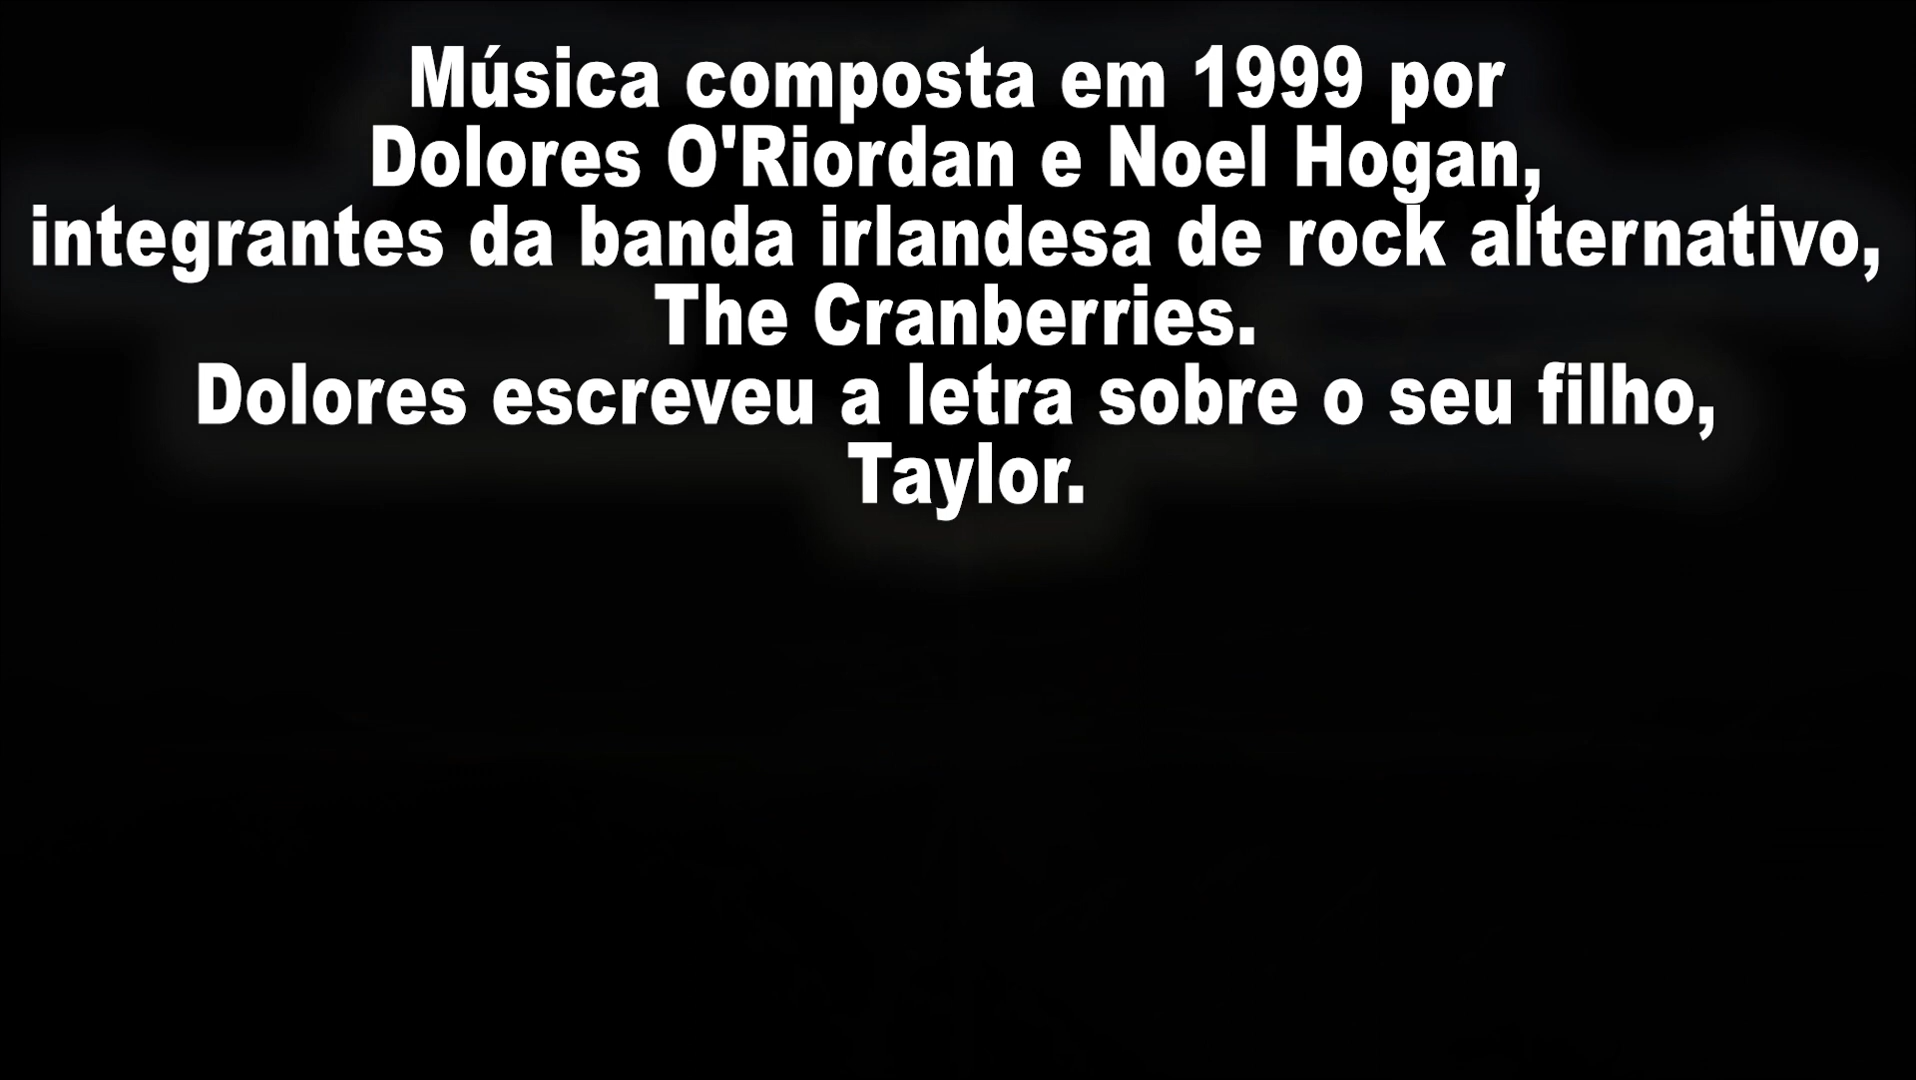 Música composta em 1999 por
Dolores O'Riordan e Noel Hogan,
integrantes da banda irlandesa de rock alternativo,
The Cranberries.
Dolores escreveu a letra sobre o seu filho,
Taylor.